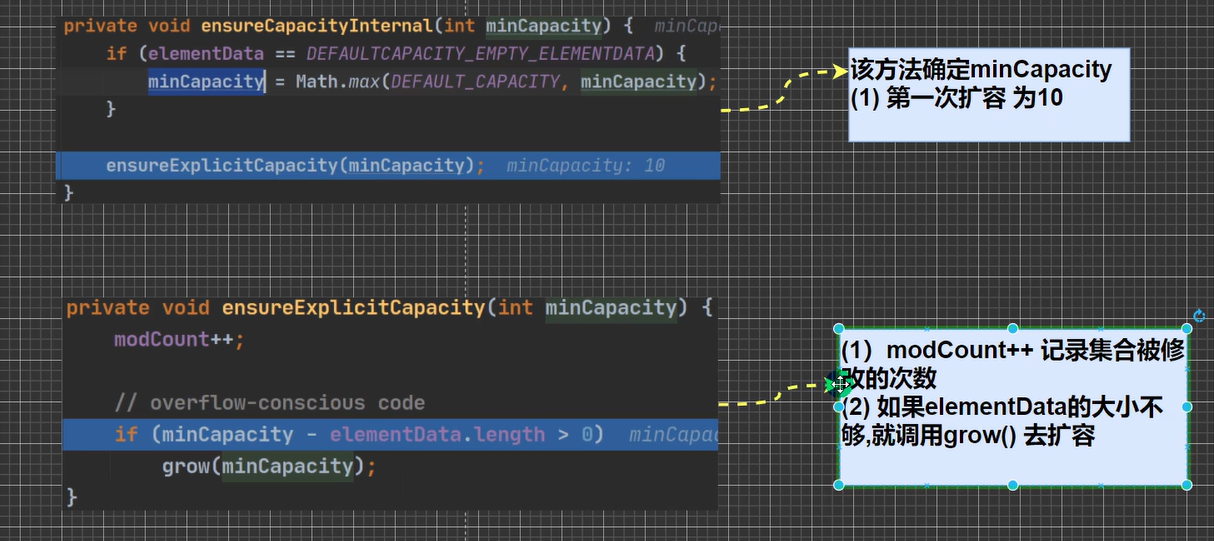 private void ensureCapacityInternal(int minCapacity) { minCap
if (elementData == DEFAULTCAPACITY_EMPTY_ELEMENTDATA) {
minCapacity = Math.max(DEFAULT_CAPACITY, minCapacity);
}
ensureExplicitCapacity(minCapacity); minCapacity: 10
}
该方法确定minCapacity
(1) 第一次扩容 为10
private void ensureExplicitCapacity(int minCapacity) {
modCount++;
// overflow-conscious code
if (minCapacity - elementData.length > 0) minCapa
grow(minCapacity);
}
(1）modCount++ 记录集合被修
改的次数
(2) 如果elementData的大小不
够,就调用grow() 去扩容